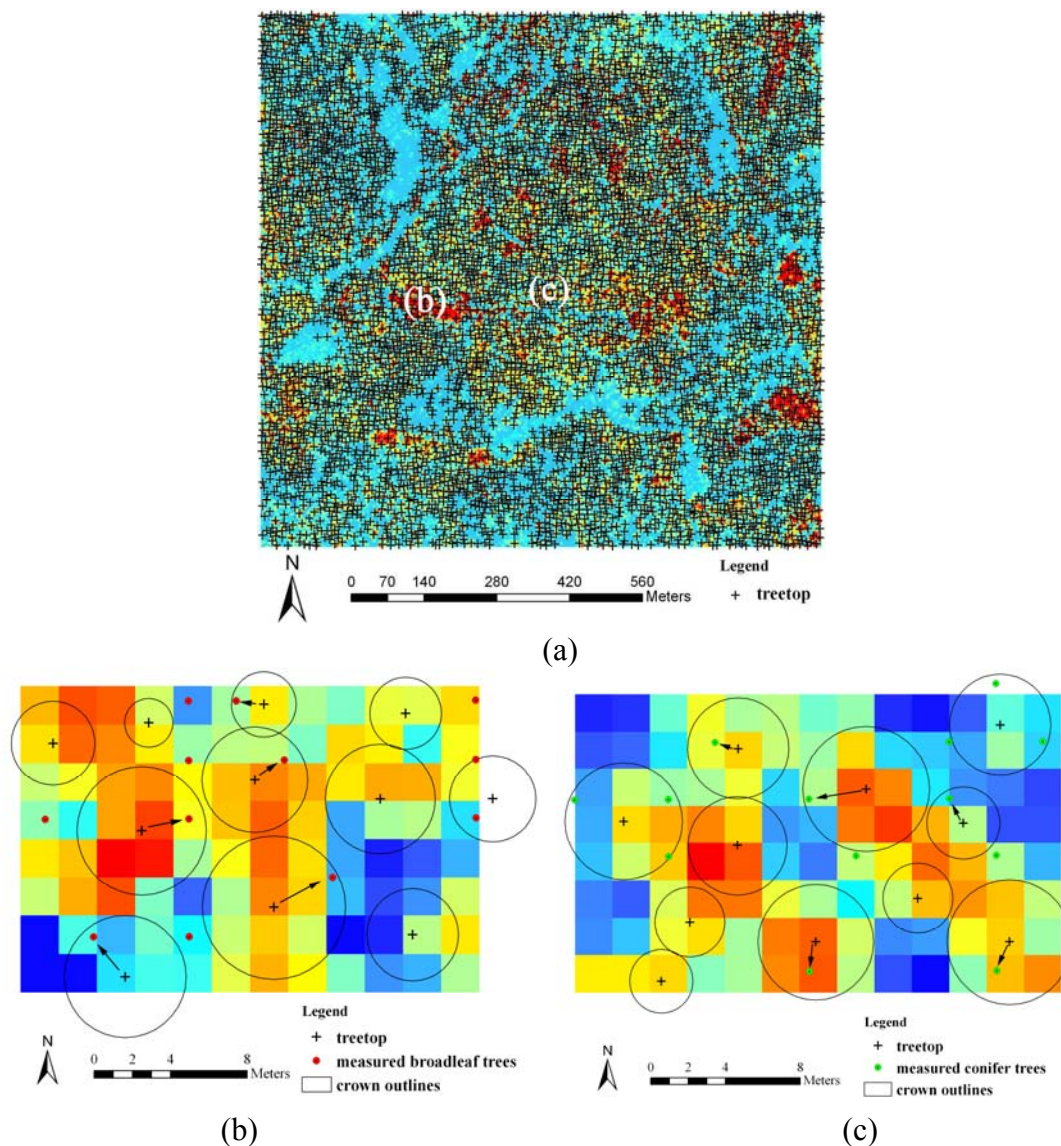 (b)
(c)
N
0 70 140 280 420 560
Meters
Legend
+ treetop
(a)
Legend
+ treetop
measured broadleaf trees
crown outlines
N
0 2 4 8
Meters
(b)
Legend
+ treetop
measured conifer trees
crown outlines
N
0 2 4 8
Meters
(c)